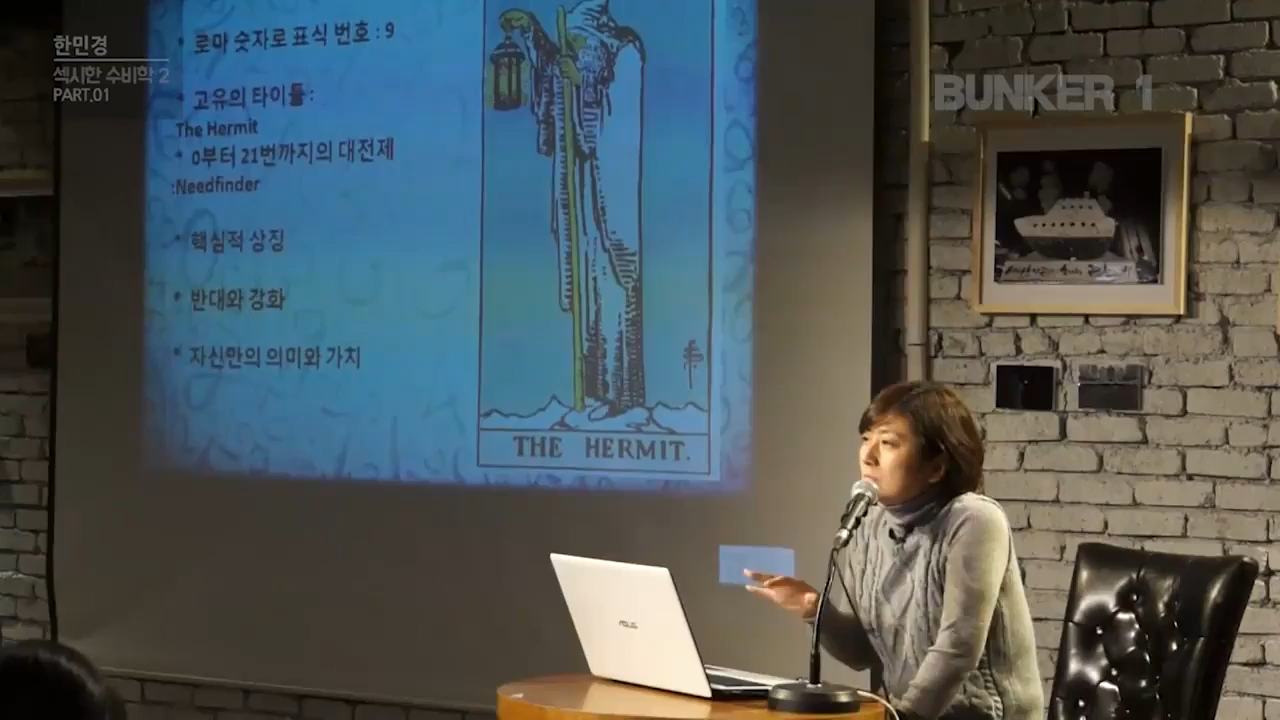 한민경
섹시한 수비학 2
PART.01
BUNKER 1
• 로마 숫자로 표식 번호 : 9
• 고유의 타이틀 :
The Hermit
• 0부터 21번까지의 대전제
:Needfinder
• 핵심적 상징
• 반대와 강화
• 자신만의 의미와 가치
THE HERMIT.
ASUS